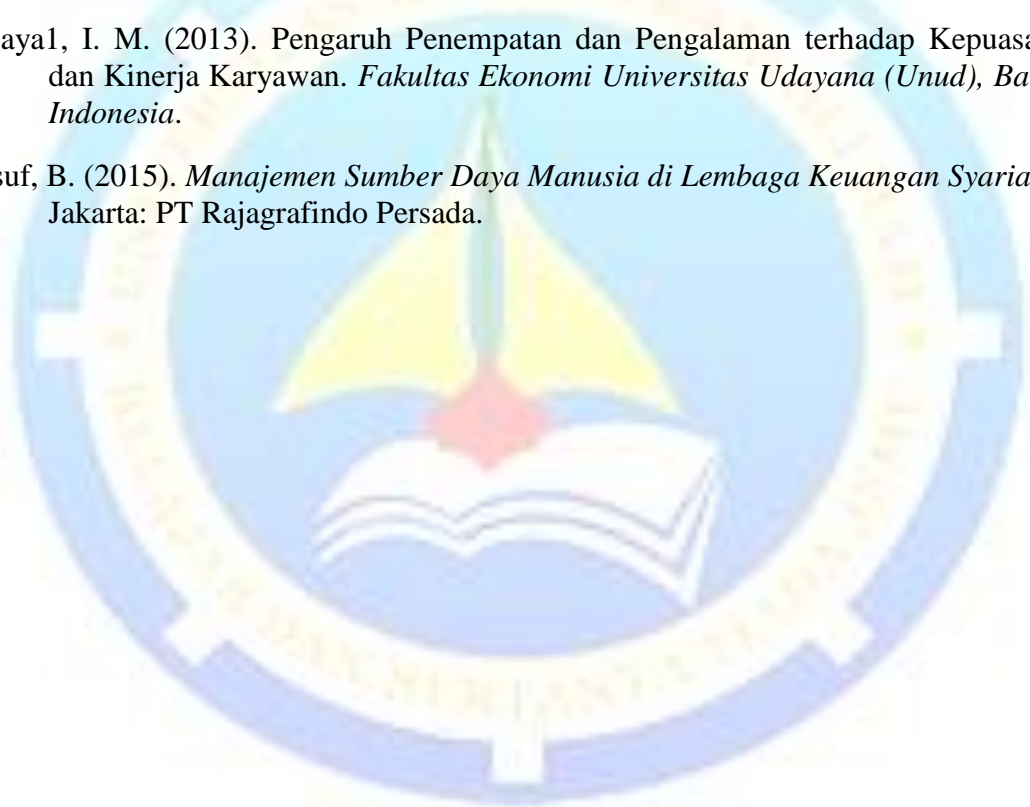 aya1, I. M. (2013). Pengaruh Penempatan dan Pengalaman terhadap Kepuasa
dan Kinerja Karyawan. Fakultas Ekonomi Universitas Udayana (Unud), Ba
Indonesia.
suf, B. (2015). Manajemen Sumber Daya Manusia di Lembaga Keuangan Syaria
Jakarta: PT Rajagrafindo Persada.